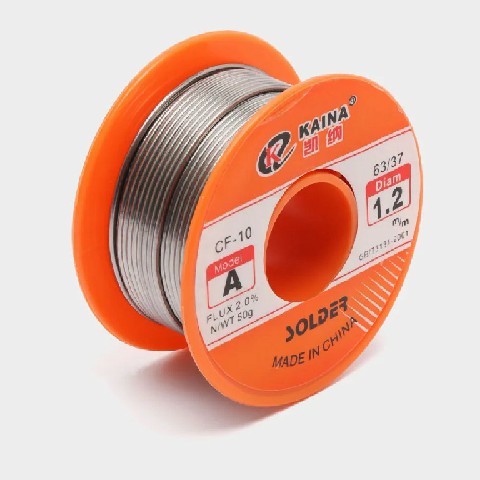 KAINA®
凯纳
63/37
Diam
1.2
m/m
GB/T3131-2001
CF-10
Model
A
FLUX 2.0%
N/WT 50g
SOLDER
MADE IN CHINA